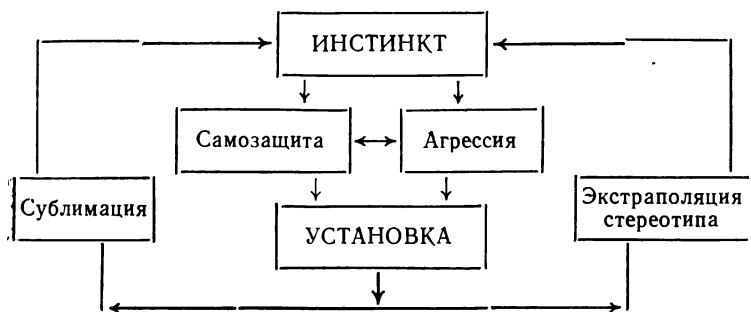 ИНСТИНКТ
Самозащита
Агрессия
Сублимация
УСТАНОВКА
Экстраполяция
стереотипа